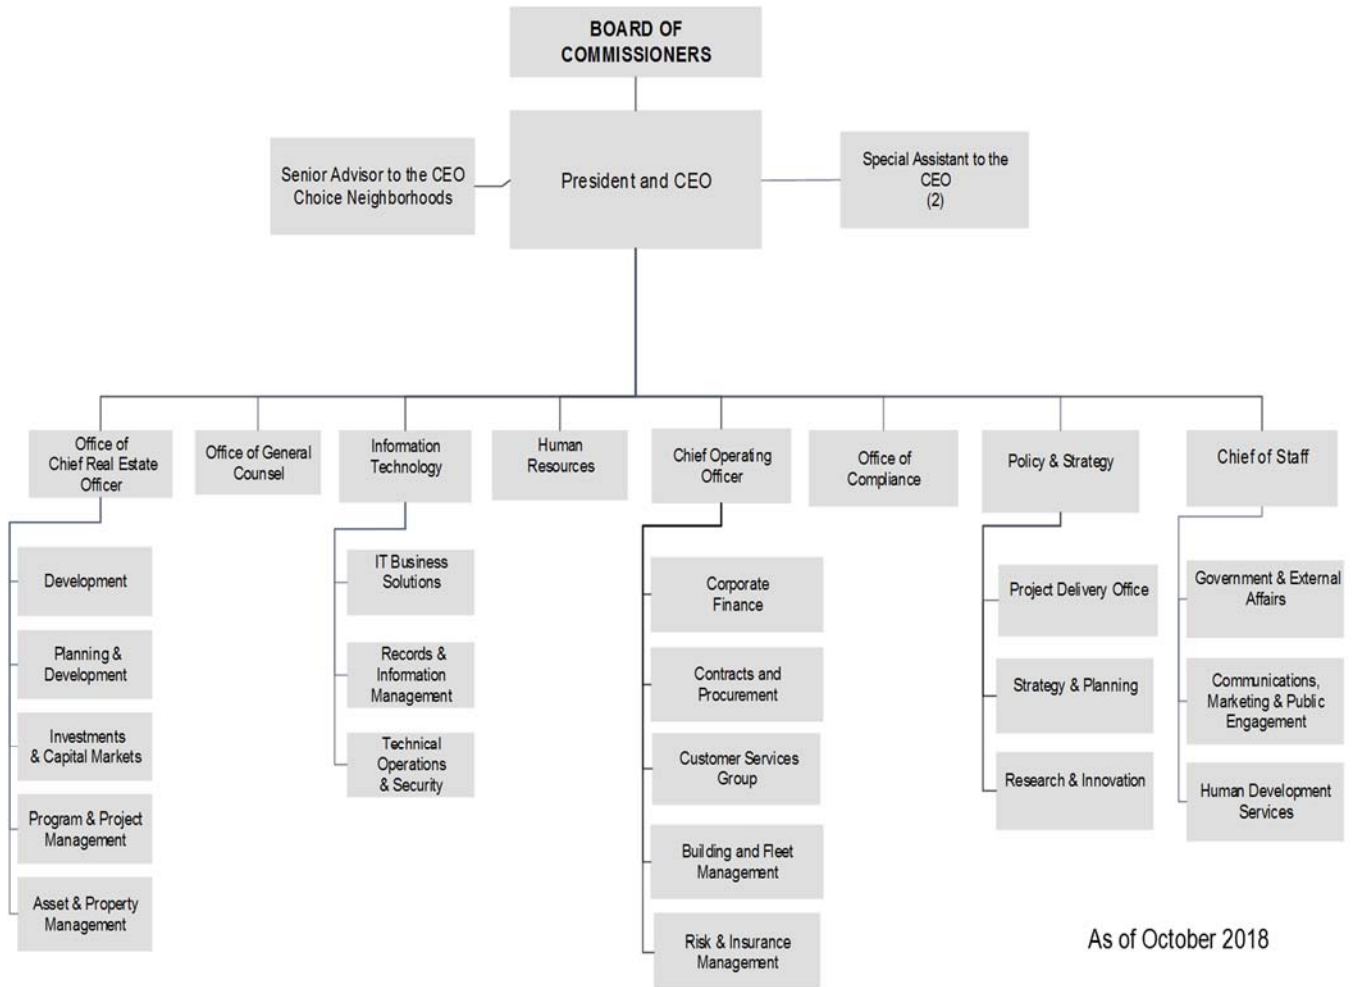 BOARD OF
COMMISSIONERS
Senior Advisor to the CEO
Choice Neighborhoods
President and CEO
Special Assistant to the
CEO
(2)
Office of
Chief Real Estate
Officer
Office of General
Counsel
Information
Technology
Human
Resources
Chief Operating
Officer
Office of
Compliance
Policy & Strategy
Chief of Staff
Development
Planning &
Development
Investments
& Capital Markets
Program & Project
Management
Asset & Property
Management
IT Business
Solutions
Records &
Information
Management
Technical
Operations
& Security
Corporate
Finance
Contracts and
Procurement
Customer Services
Group
Building and Fleet
Management
Risk & Insurance
Management
Project Delivery Office
Strategy & Planning
Research & Innovation
Government & External
Affairs
Communications,
Marketing & Public
Engagement
Human Development
Services
As of October 2018